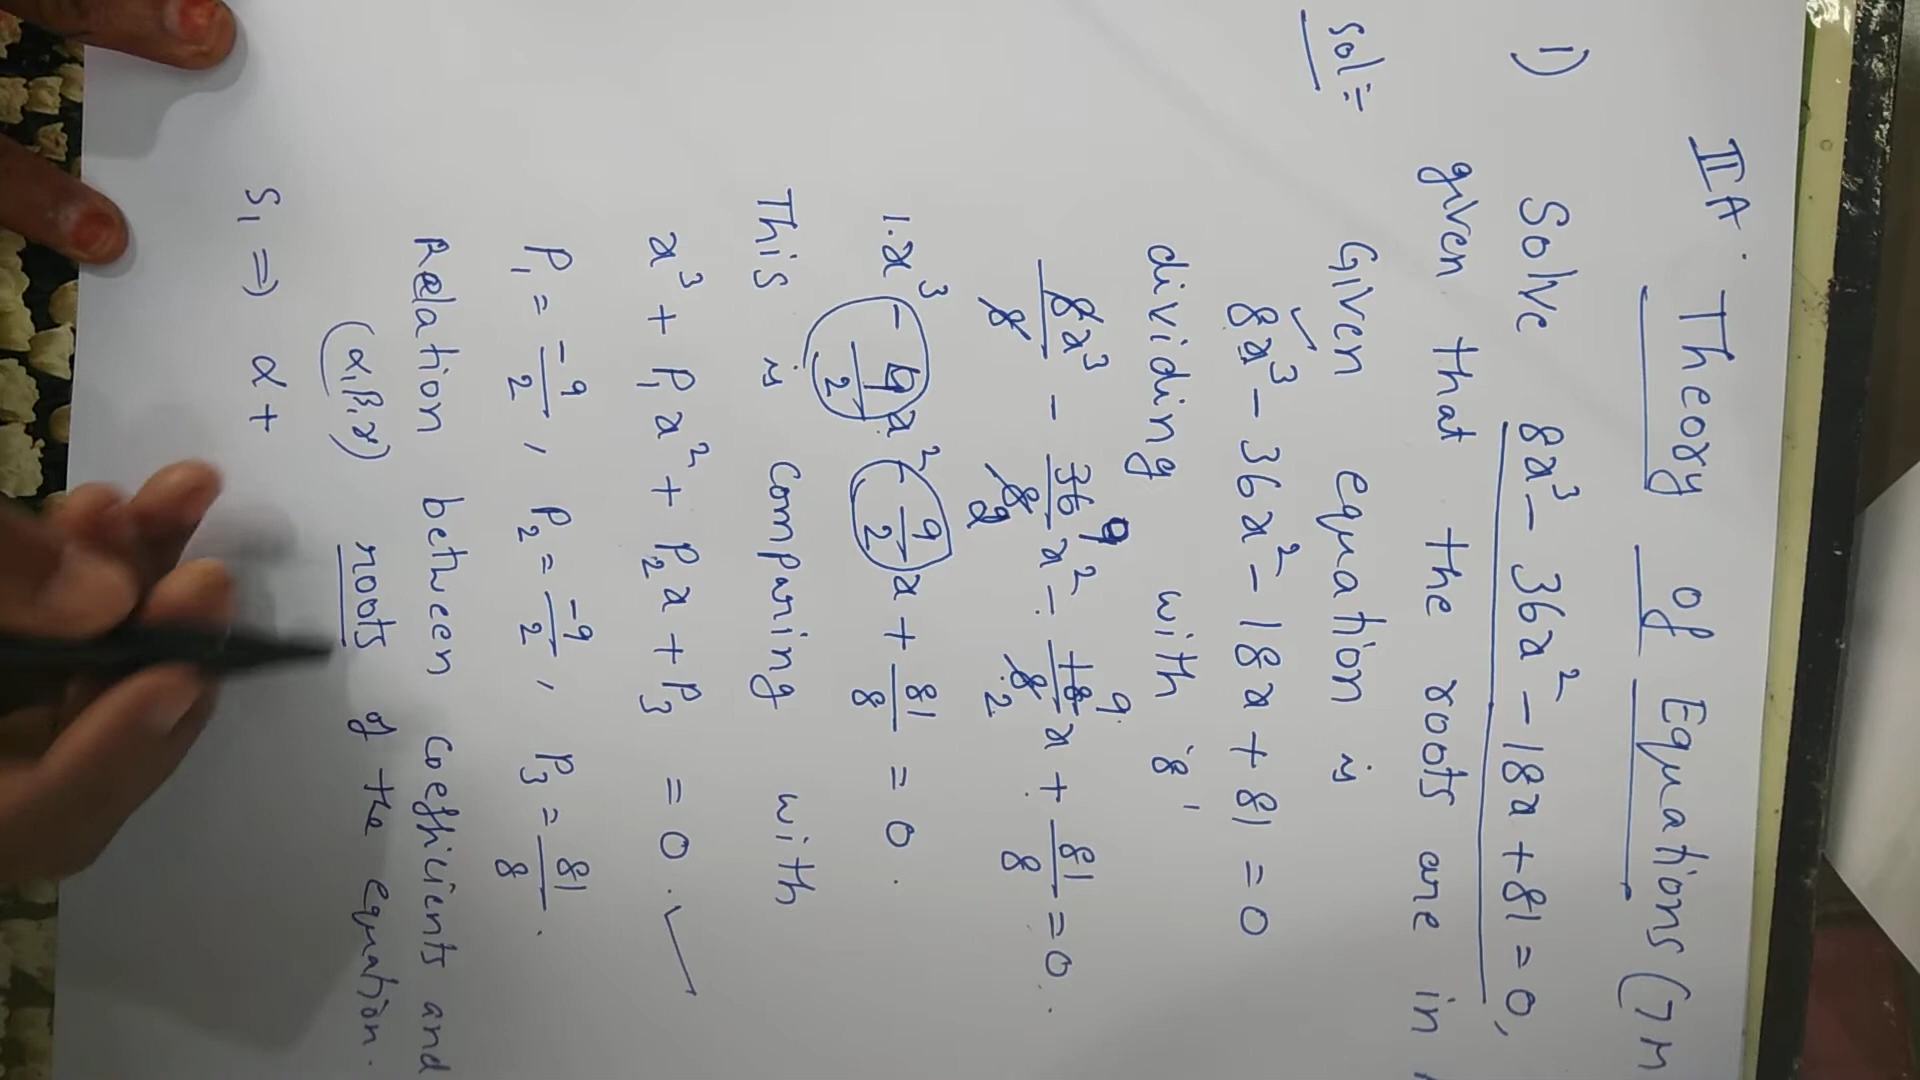 IIA. Theory of Equations (7M
1) Solve 8x³ - 36x² - 18x + 81 = 0,
given that the roots are in
Sol:- Given equation is
8x³ - 36x² - 18x + 81 = 0
dividing with '8'
8x³/8 - 36/8 x² - 18/8 x + 81/8 = 0.
1.x³ - 9/2 x² - 9/2 x + 81/8 = 0.
This is comparing with
x³ + P₁x² + P₂x + P₃ = 0. ✓
P₁ = -9/2, P₂ = -9/2, P₃ = 81/8.
Relation between coefficients and
(α,β,γ) roots of the equation.
S₁ ⇒ α +